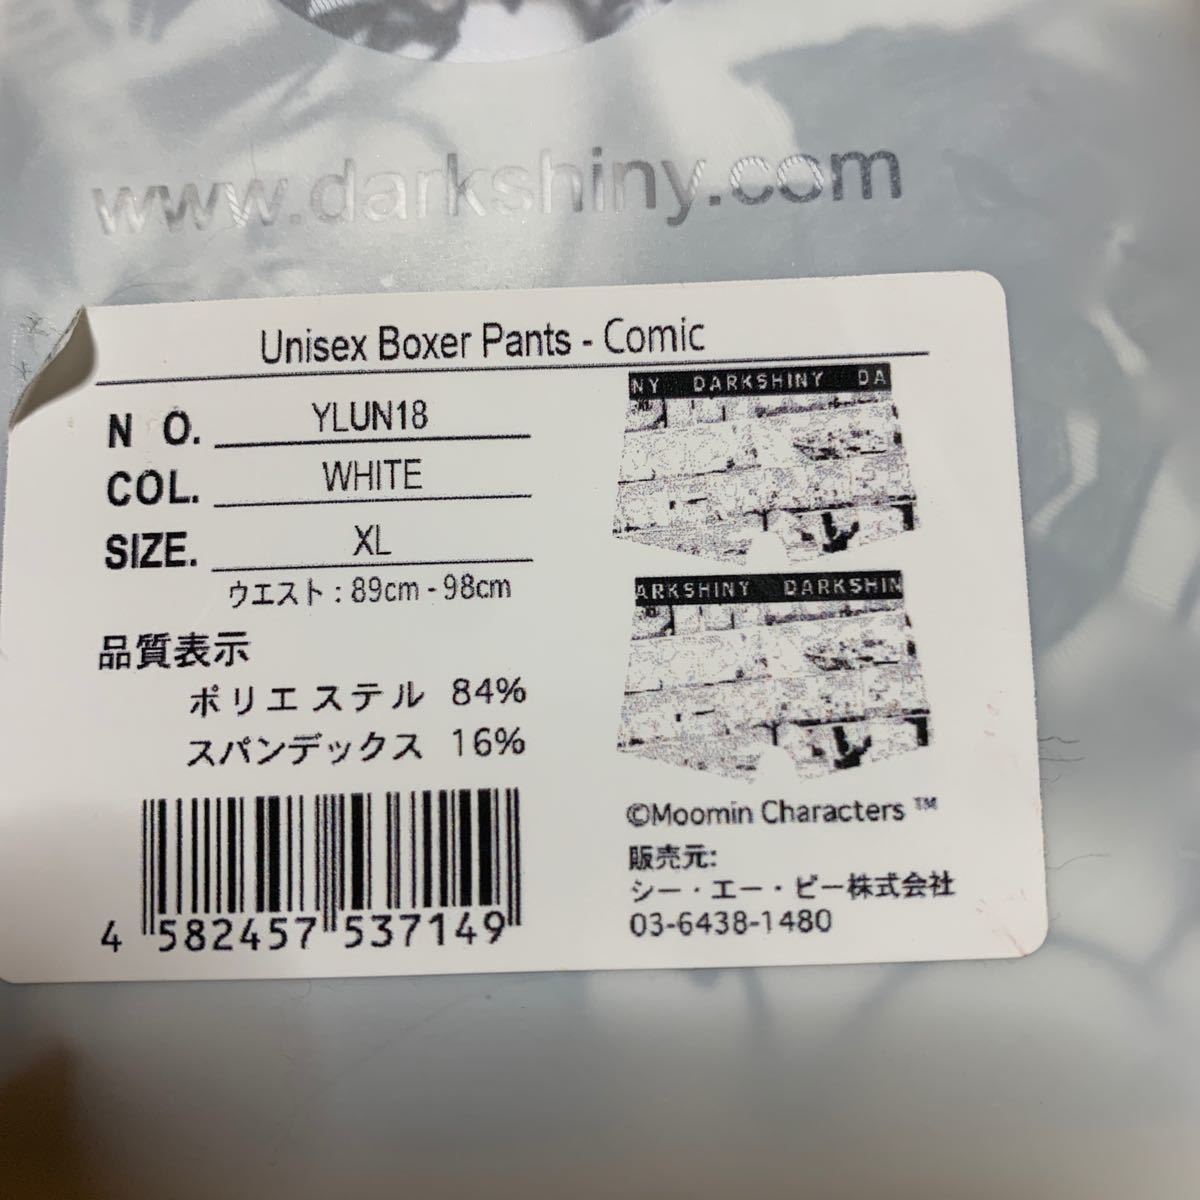 www.darkshiny.com
Unisex Boxer Pants - Comic
N O. YLUN18
COL. WHITE
SIZE. XL
ウエスト : 89cm - 98cm
品質表示
ポリエステル 84%
スパンデックス 16%
4 582457 537149
NY DARKSHINY DA
ARKSHINY DARKSHIN
©Moomin Characters ™
販売元:
シー・エー・ビー株式会社
03-6438-1480